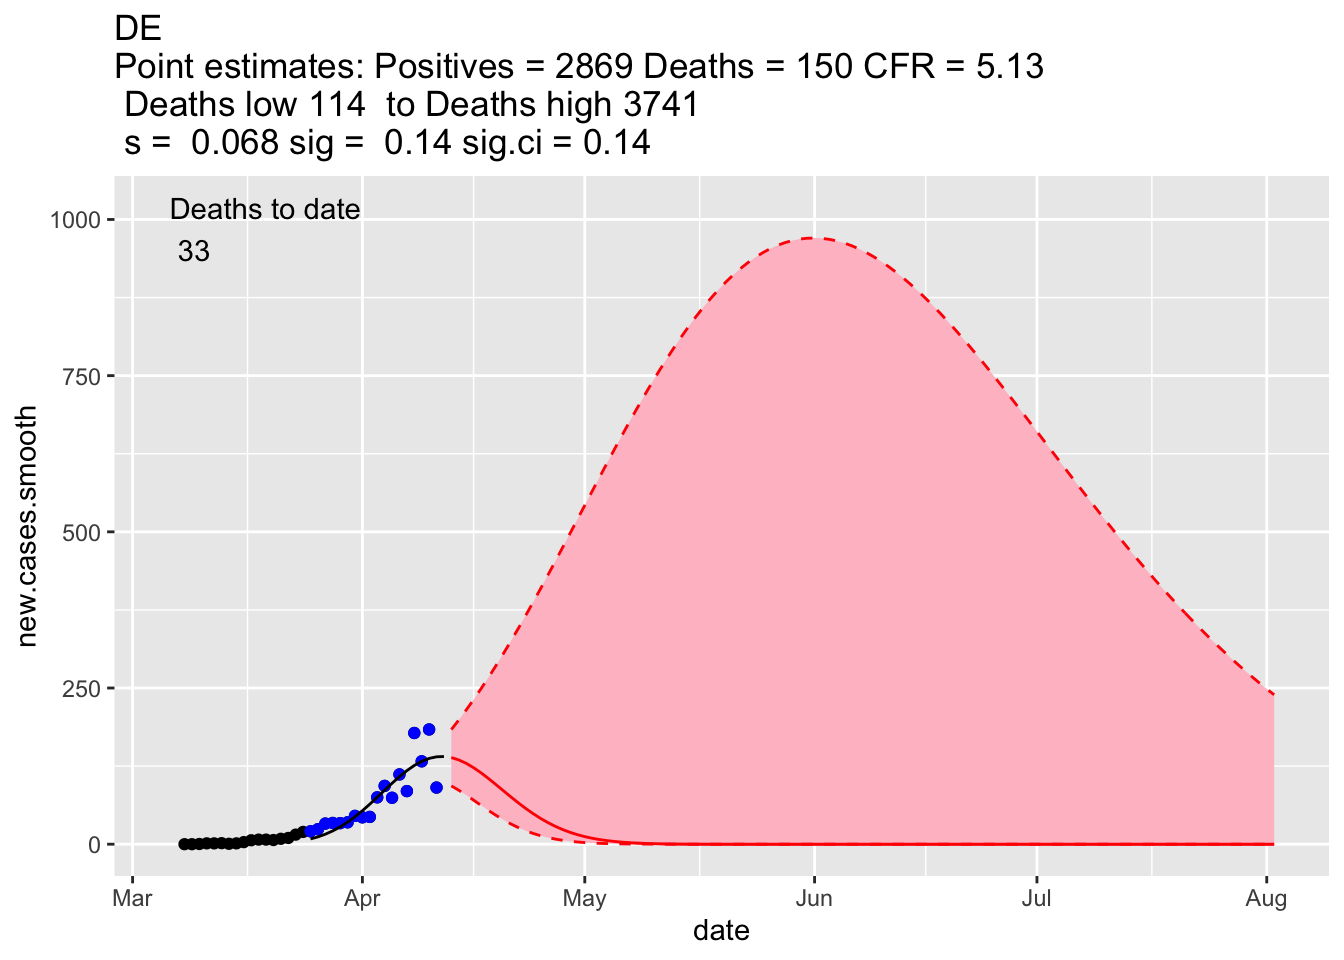 DE
Point estimates: Positives = 2869 Deaths = 150 CFR = 5.13
Deaths low 114  to Deaths high 3741
s =  0.068 sig =  0.14 sig.ci = 0.14
Deaths to date
33
1000
750
500
250
0
new.cases.smooth
Mar Apr May Jun Jul Aug
date